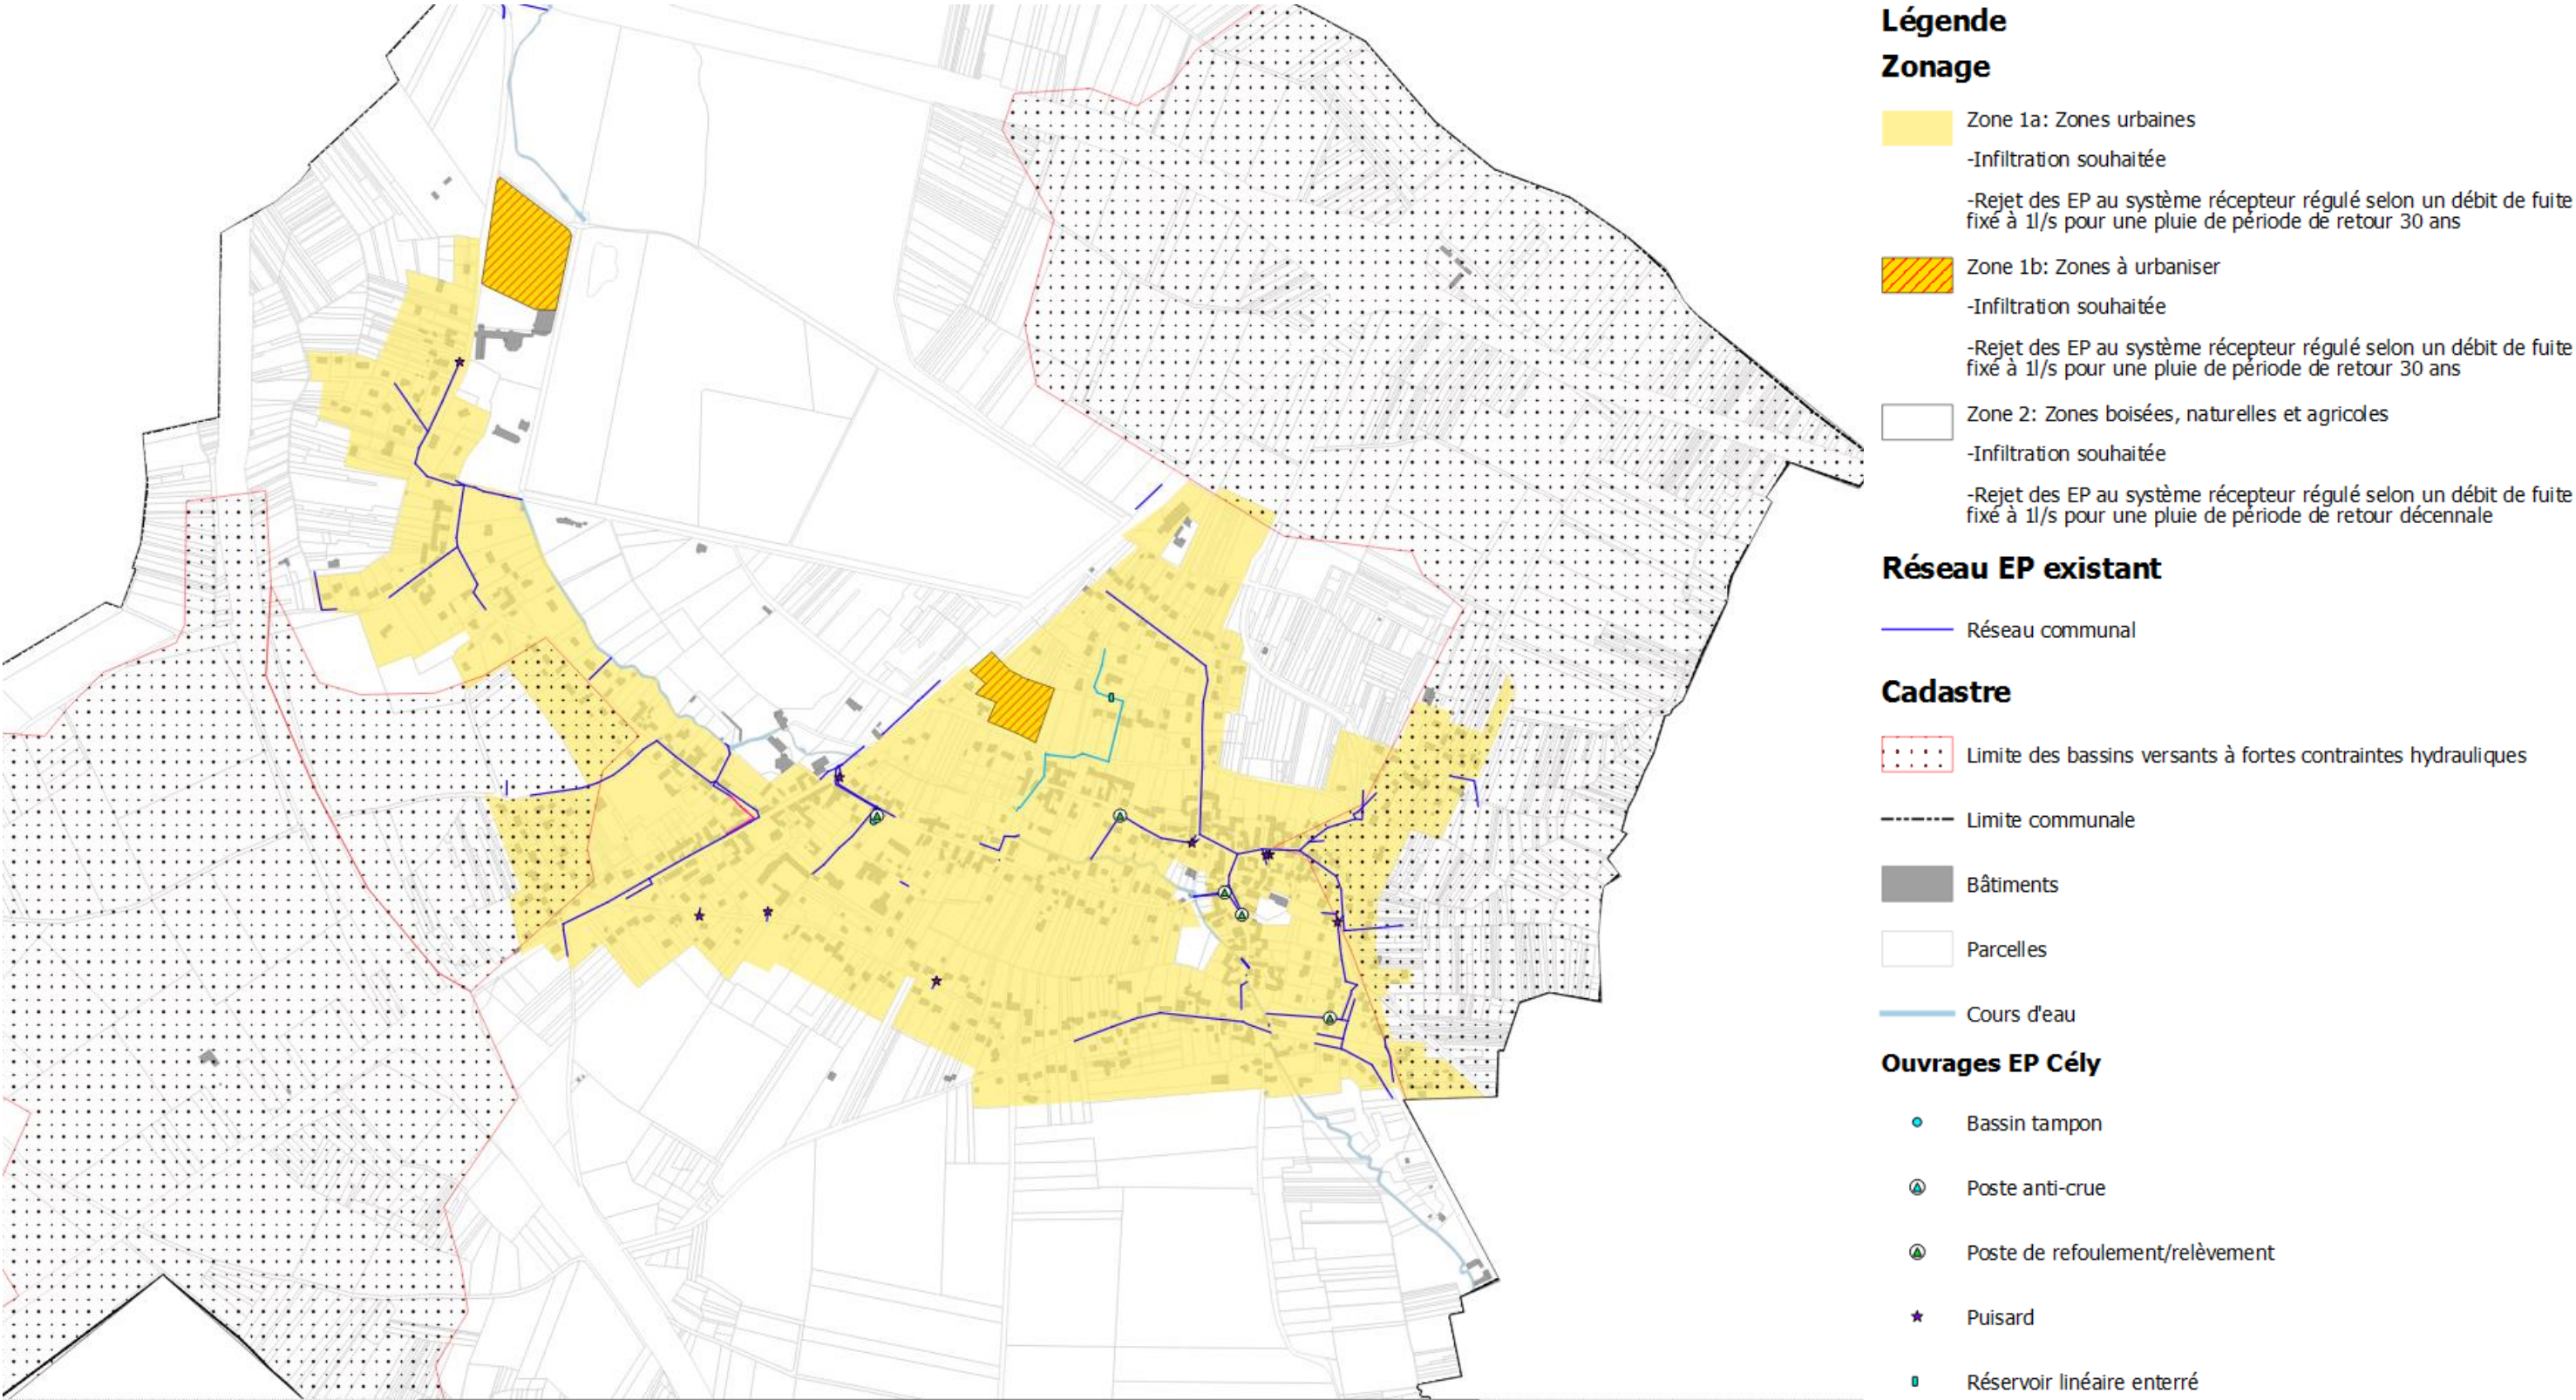 Légende
Zonage
Zone 1a: Zones urbaines
-Infiltration souhaitée
-Rejet des EP au système récepteur régulé selon un débit de fuite
fixé à 1l/s pour une pluie de période de retour 30 ans
Zone 1b: Zones à urbaniser
-Infiltration souhaitée
-Rejet des EP au système récepteur régulé selon un débit de fuite
fixé à 1l/s pour une pluie de période de retour 30 ans
Zone 2: Zones boisées, naturelles et agricoles
-Infiltration souhaitée
-Rejet des EP au système récepteur régulé selon un débit de fuite
fixé à 1l/s pour une pluie de période de retour décennale
Réseau EP existant
Réseau communal
Cadastre
Limite des bassins versants à fortes contraintes hydrauliques
Limite communale
Bâtiments
Parcelles
Cours d'eau
Ouvrages EP Cély
Bassin tampon
Poste anti-crue
Poste de refoulement/relèvement
Puisard
Réservoir linéaire enterré